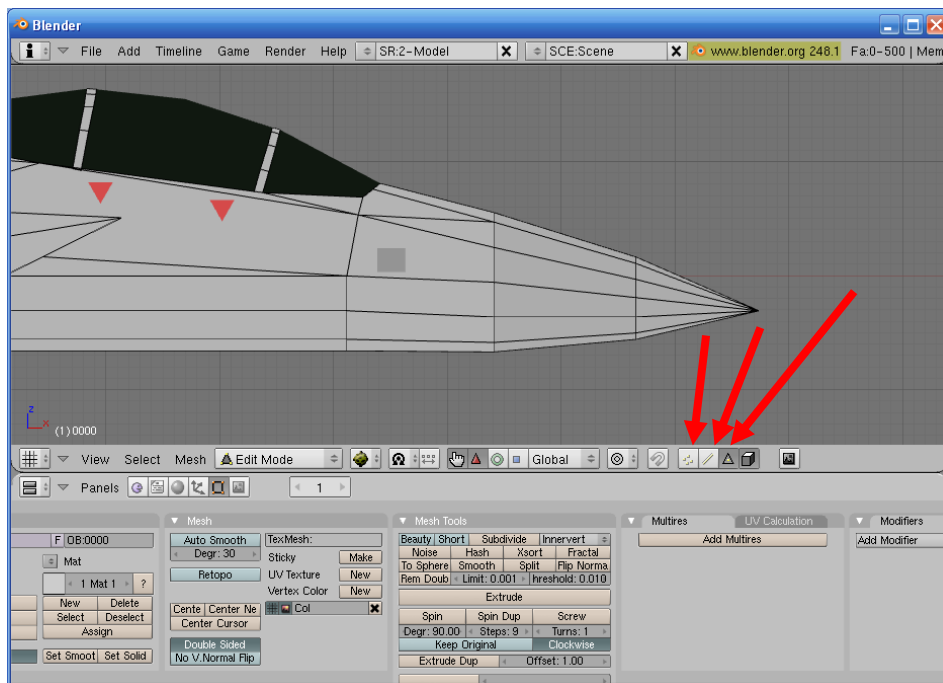 Blender
File Add Timeline Game Render Help SR:2-Model SCE:Scene www.blender.org 248.1 Fa:0-500 | Mem
z
x
(1) 0000
View Select Mesh Edit Mode Global
Panels 1
Mesh Mesh Tools Multires UV Calculation Modifiers
F OB:0000 Auto Smooth TexMesh: Beauty Short Subdivide Innervert Add Multires Add Modifier
Degr: 30 Sticky Make Noise Hash Xsort Fractal
Mat To Sphere Smooth Split Flip Norma
1 Mat 1 ? Retopo UV Texture New Rem Doub Limit: 0.001 hreshold: 0.010
Vertex Color New Extrude
New Delete Cente Center Ne Col
Select Deselect Center Cursor Spin Spin Dup Screw
Assign Degr: 90.00 Steps: 9 Turns: 1
Double Sided Keep Original Clockwise
Set Smoot Set Solid No V.Normal Flip Extrude Dup Offset: 1.00